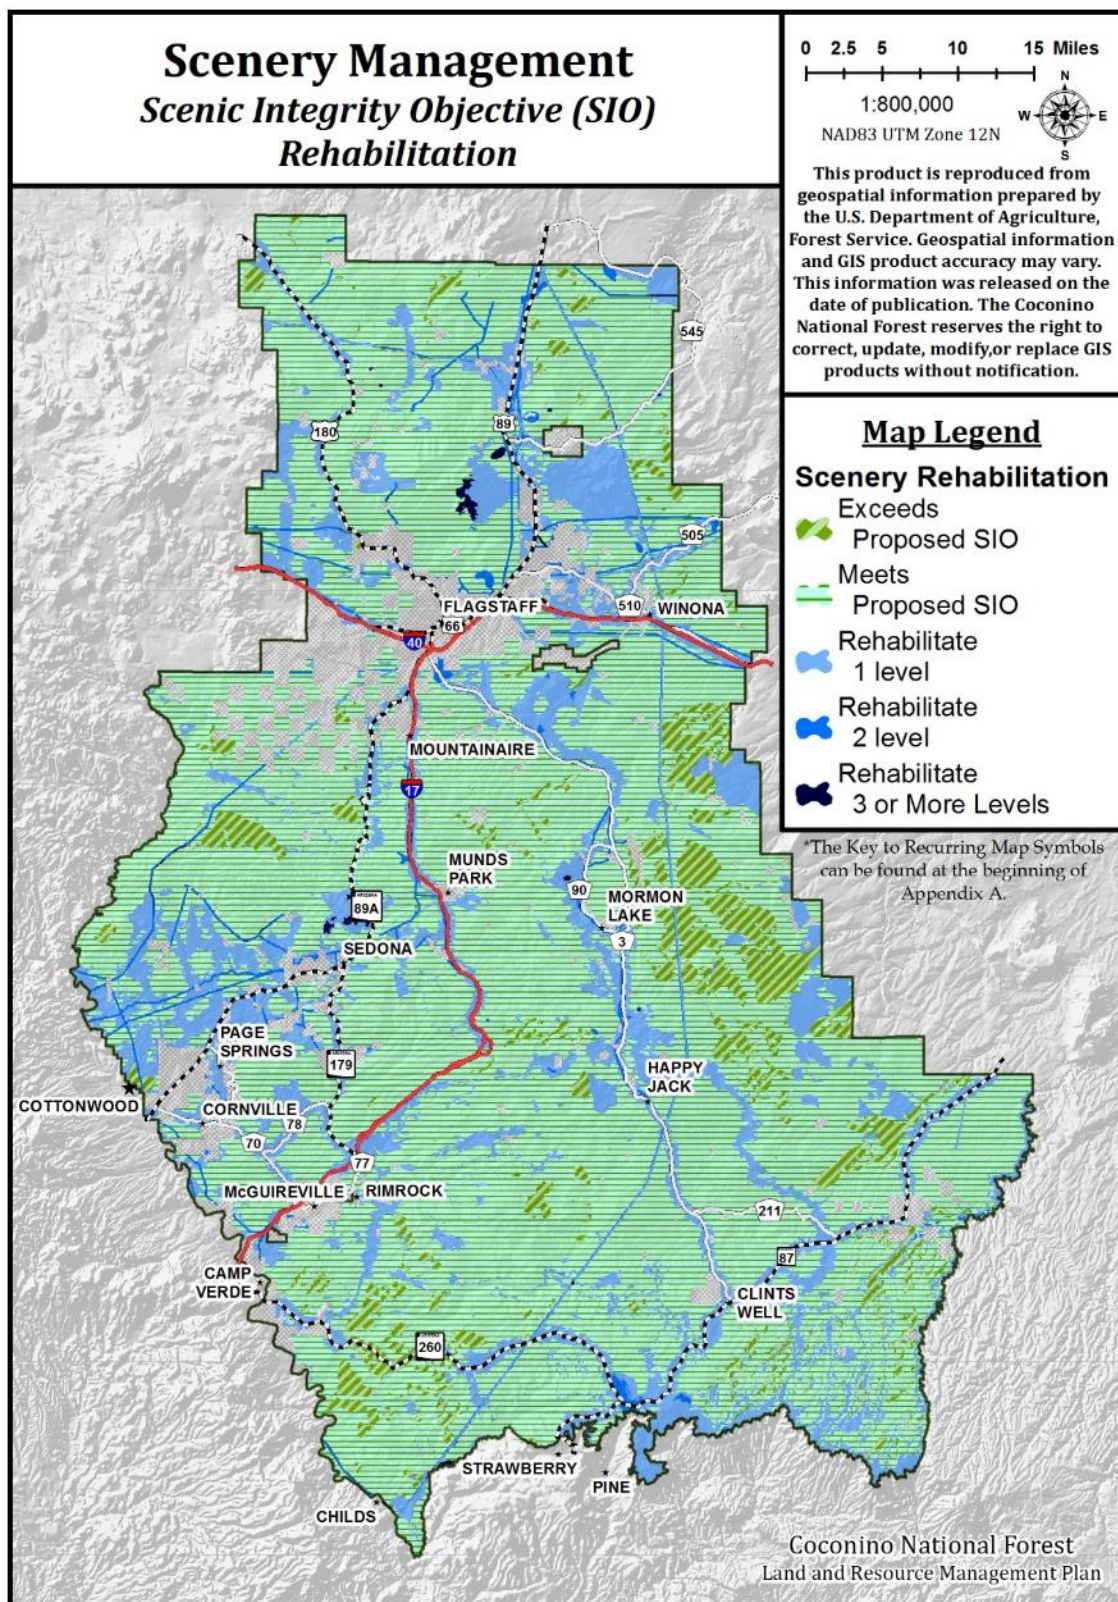 Scenery Management
Scenic Integrity Objective (SIO)
Rehabilitation
0 2.5 5 10 15 Miles
1:800,000
NAD83 UTM Zone 12N
N
W E
S
This product is reproduced from
geospatial information prepared by
the U.S. Department of Agriculture,
Forest Service. Geospatial information
and GIS product accuracy may vary.
This information was released on the
date of publication. The Coconino
National Forest reserves the right to
correct, update, modify,or replace GIS
products without notification.
Map Legend
Scenery Rehabilitation
Exceeds
Proposed SIO
Meets
Proposed SIO
Rehabilitate
1 level
Rehabilitate
2 level
Rehabilitate
3 or More Levels
*The Key to Recurring Map Symbols
can be found at the beginning of
Appendix A.
545
180
89
505
FLAGSTAFF
510
WINONA
66
40
MOUNTAINAIRE
17
MUNDS
PARK
90
MORMON
LAKE
89A
3
SEDONA
PAGE
SPRINGS
179
HAPPY
JACK
COTTONWOOD
CORNVILLE
78
70
77
McGUIREVILLE
RIMROCK
211
87
CAMP
VERDE
CLINTS
WELL
260
STRAWBERRY
PINE
CHILDS
Coconino National Forest
Land and Resource Management Plan